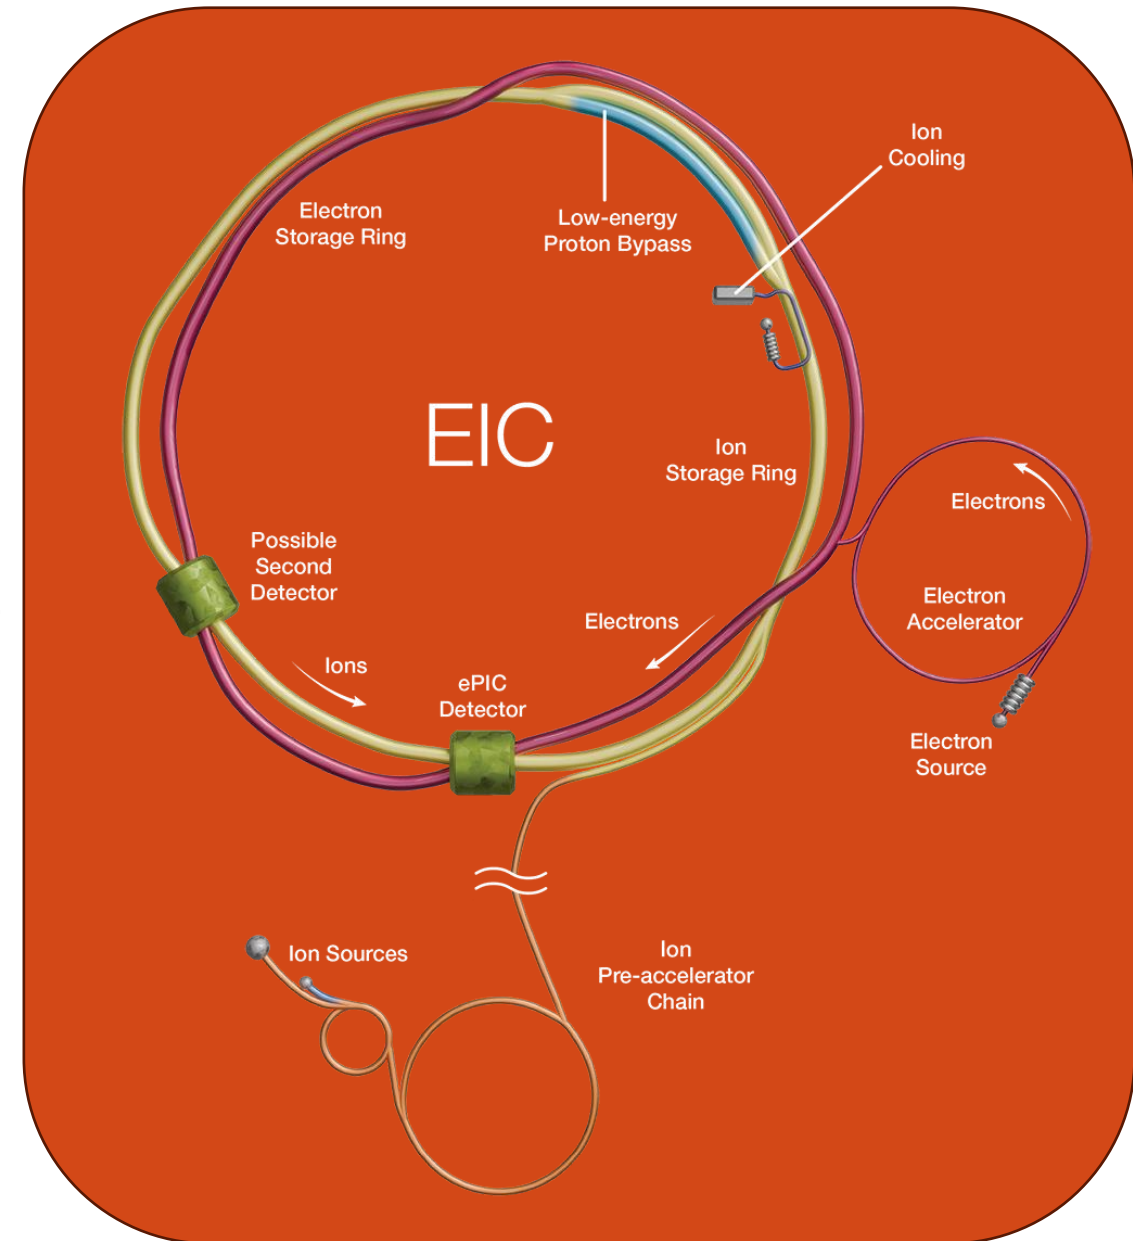 Ion
Cooling
Electron
Storage Ring
Low-energy
Proton Bypass
EIC
Ion
Storage Ring
Electrons
Possible
Second
Detector
Electron
Accelerator
Electrons
Ions
ePIC
Detector
Electron
Source
Ion Sources
Ion
Pre-accelerator
Chain